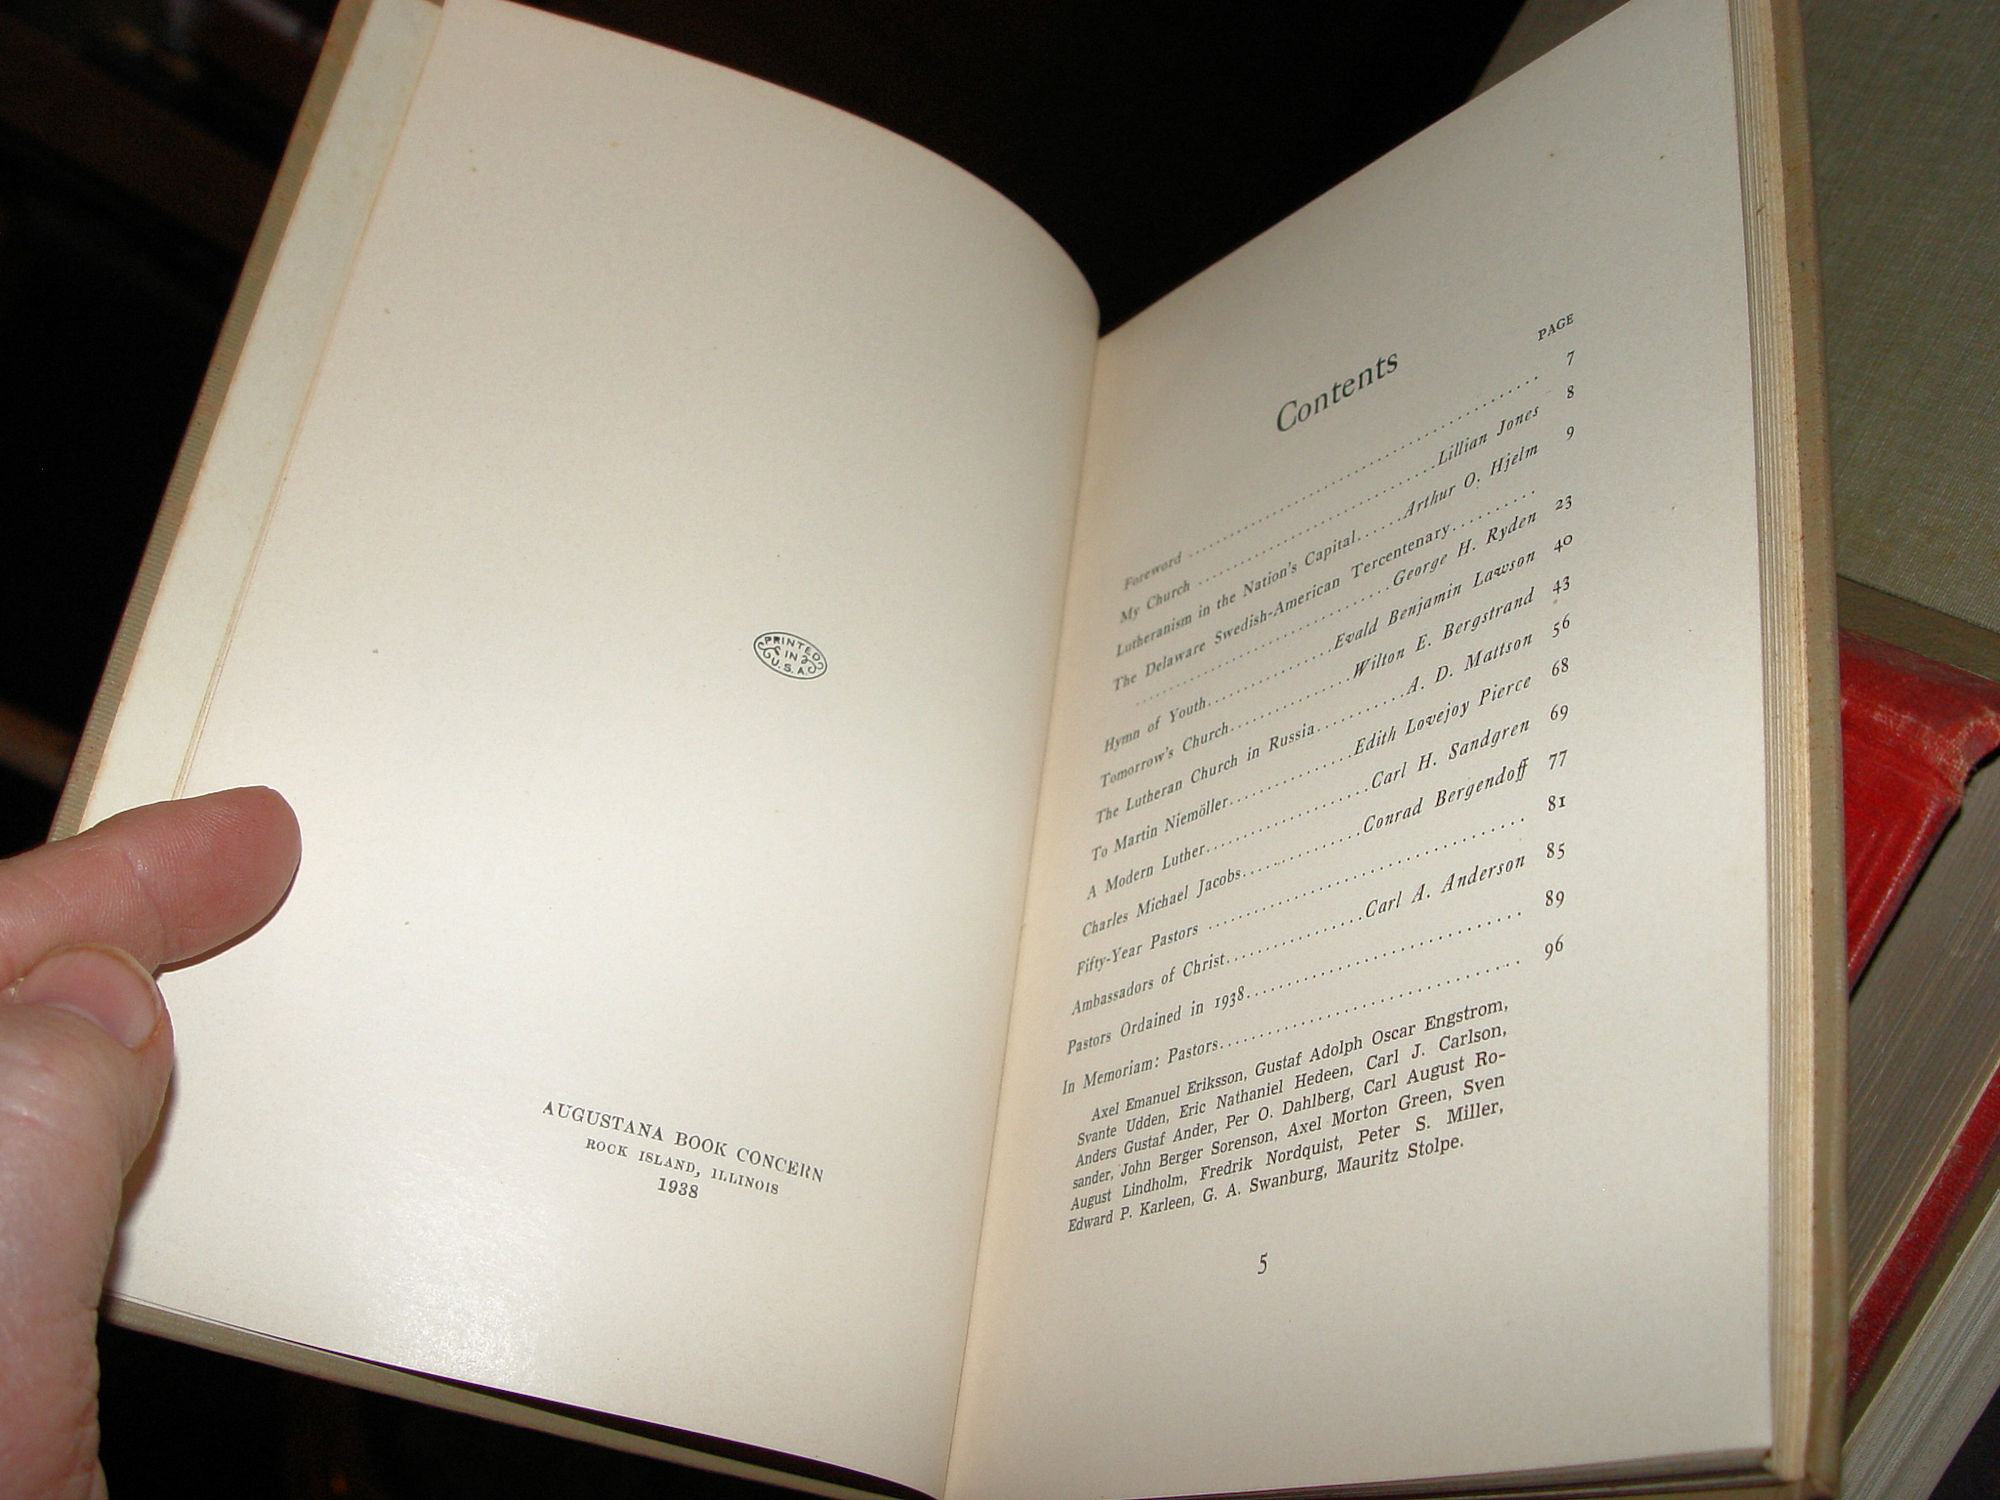 PRINTED
IN
U.S.A.
AUGUSTANA BOOK CONCERN
ROCK ISLAND, ILLINOIS
1938
Contents
PAGE
Foreword ........................................ 7
My Church ..............................Lillian Jones 8
Lutheranism in the Nation's Capital......Arthur O. Hjelm 9
The Delaware Swedish-American Tercentenary..........
..............................George H. Ryden 23
Hymn of Youth................Evald Benjamin Lawson 40
Tomorrow's Church...............Wilton E. Bergstrand 43
The Lutheran Church in Russia...........A. D. Mattson 56
To Martin Niemöller................Edith Lovejoy Pierce 68
A Modern Luther.....................Carl H. Sandgren 69
Charles Michael Jacobs...............Conrad Bergendoff 77
Fifty-Year Pastors ........................................ 81
Ambassadors of Christ..................Carl A. Anderson 85
Pastors Ordained in 1938.................................... 89
In Memoriam: Pastors....................................... 96
Axel Emanuel Eriksson, Gustaf Adolph Oscar Engstrom,
Svante Udden, Eric Nathaniel Hedeen, Carl J. Carlson,
Anders Gustaf Ander, Per O. Dahlberg, Carl August Ro-
sander, John Berger Sorenson, Axel Morton Green, Sven
August Lindholm, Fredrik Nordquist, Peter S. Miller,
Edward P. Karleen, G. A. Swanburg, Mauritz Stolpe.
5